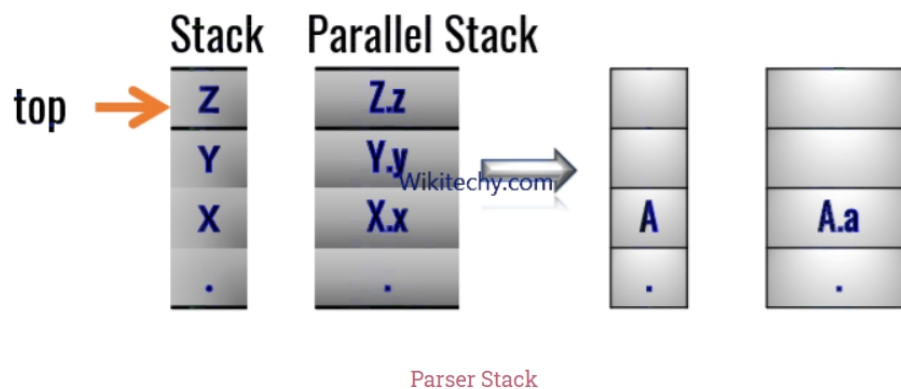 Stack Parallel Stack
top Z Z.z
Y Y.y
Wikitechy.com
X X.x A A.a
. . . .
Parser Stack